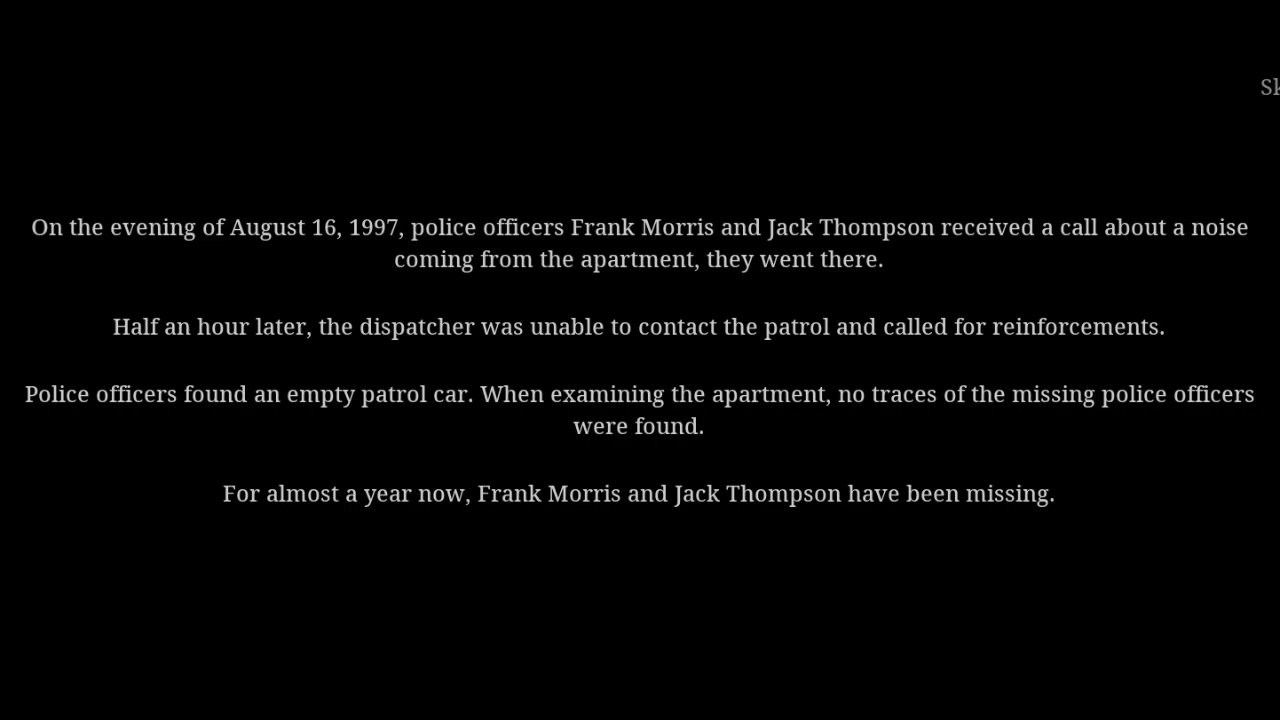 Sk
On the evening of August 16, 1997, police officers Frank Morris and Jack Thompson received a call about a noise
coming from the apartment, they went there.
Half an hour later, the dispatcher was unable to contact the patrol and called for reinforcements.
Police officers found an empty patrol car. When examining the apartment, no traces of the missing police officers
were found.
For almost a year now, Frank Morris and Jack Thompson have been missing.